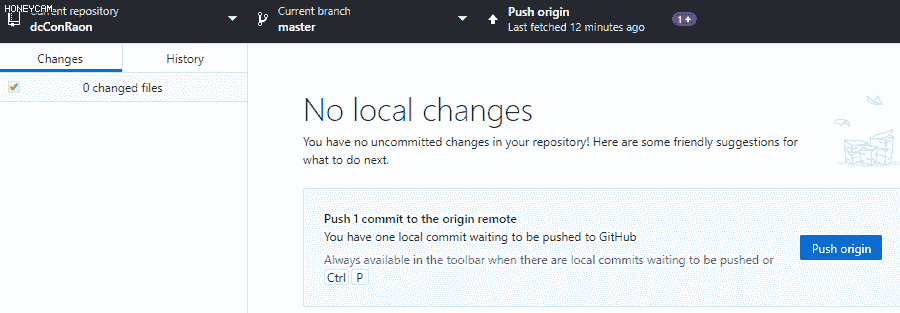 HONEYCAM
Current repository
dcConRaon
Current branch
master
Push origin
Last fetched 12 minutes ago
1
Changes
History
0 changed files
No local changes
You have no uncommitted changes in your repository! Here are some friendly suggestions for
what to do next.
Push 1 commit to the origin remote
You have one local commit waiting to be pushed to GitHub
Always available in the toolbar when there are local commits waiting to be pushed or
Ctrl P
Push origin